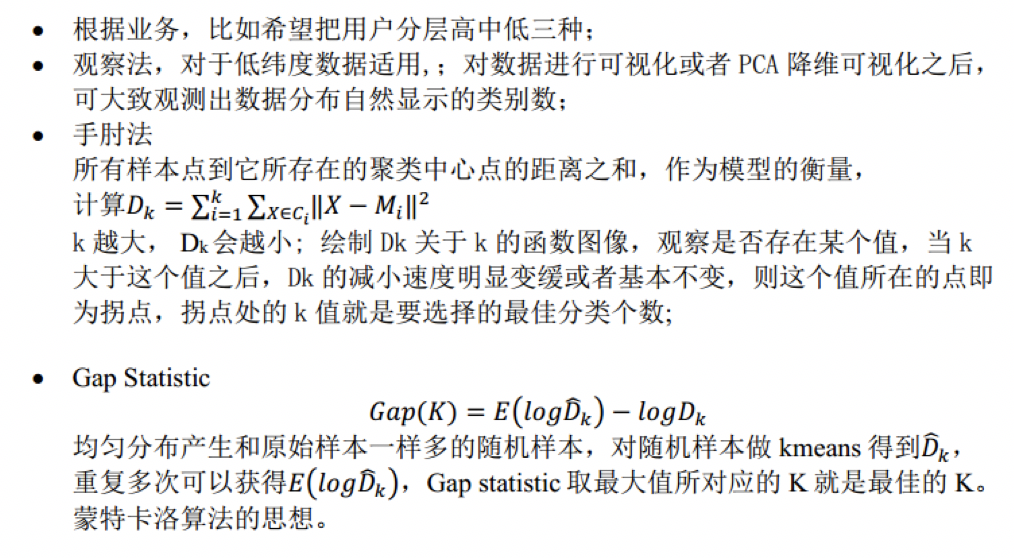 ● 根据业务，比如希望把用户分层高中低三种；
● 观察法，对于低纬度数据适用,；对数据进行可视化或者 PCA 降维可视化之后，
可大致观测出数据分布自然显示的类别数；
● 手肘法
所有样本点到它所存在的聚类中心点的距离之和，作为模型的衡量，
计算$D_k = \sum_{i=1}^{k} \sum_{X \in C_i} \|X - M_i\|^2$
k 越大， Dk 会越小；绘制 Dk 关于 k 的函数图像，观察是否存在某个值，当 k
大于这个值之后，Dk 的减小速度明显变缓或者基本不变，则这个值所在的点即
为拐点，拐点处的 k 值就是要选择的最佳分类个数;
● Gap Statistic
$Gap(K) = E(log\hat{D}_k) - logD_k$
均匀分布产生和原始样本一样多的随机样本，对随机样本做 kmeans 得到$\hat{D}_k$，
重复多次可以获得$E(log\hat{D}_k)$，Gap statistic 取最大值所对应的 K 就是最佳的 K。
蒙特卡洛算法的思想。